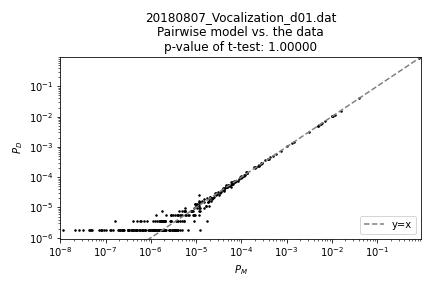 20180807_Vocalization_d01.dat
Pairwise model vs. the data
p-value of t-test: 1.00000
10⁻¹
10⁻²
10⁻³
10⁻⁴
10⁻⁵
10⁻⁶
P_D
y=x
10⁻⁸ 10⁻⁷ 10⁻⁶ 10⁻⁵ 10⁻⁴ 10⁻³ 10⁻² 10⁻¹
P_M